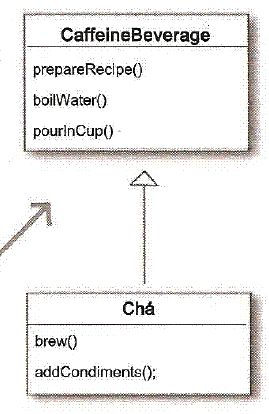 CaffeineBeverage
prepareRecipe()
boilWater()
pourInCup()
Chá
brew()
addCondiments();